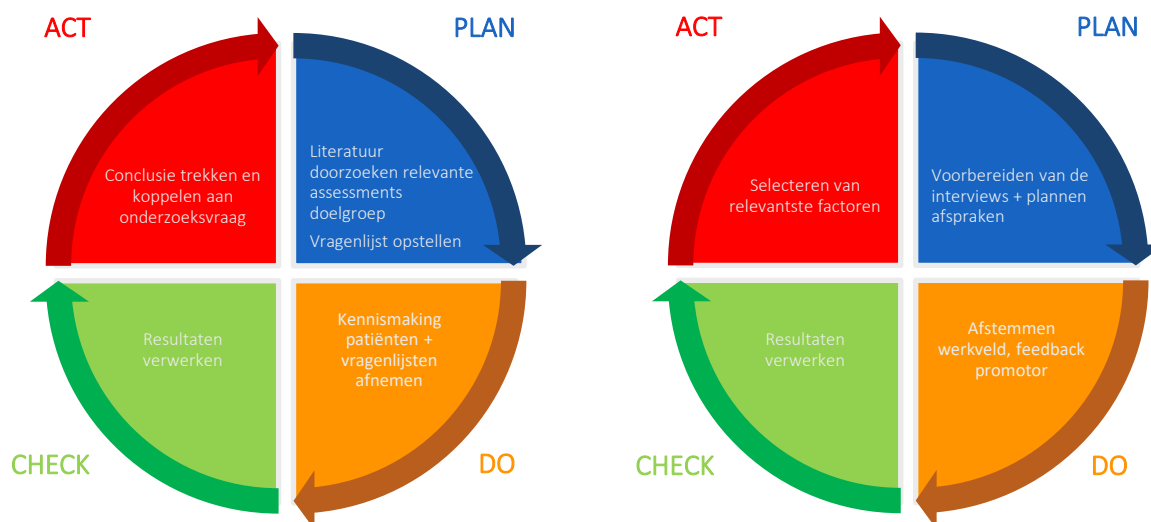 ACT
PLAN
Conclusie trekken en
koppelen aan
onderzoeksvraag
Literatuur
doorzoeken relevante
assessments
doelgroep
Vragenlijst opstellen
Resultaten
verwerken
Kennismaking
patiënten +
vragenlijsten
afnemen
CHECK
DO
ACT
PLAN
Selecteren van
relevantste factoren
Voorbereiden van de
interviews + plannen
afspraken
Resultaten
verwerken
Afstemmen
werkveld, feedback
promotor
CHECK
DO